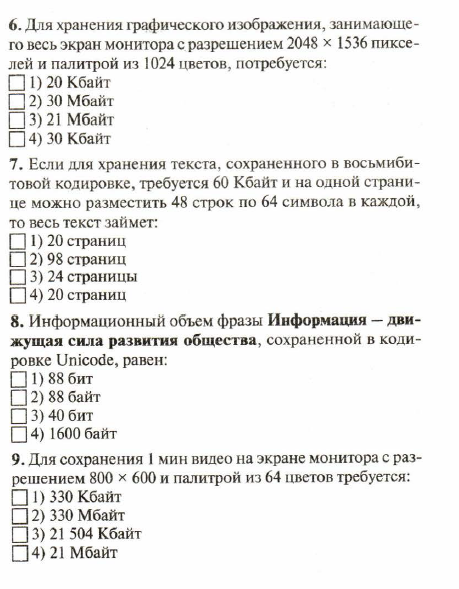 6. Для хранения графического изображения, занимающе-
го весь экран монитора с разрешением 2048 × 1536 пиксе-
лей и палитрой из 1024 цветов, потребуется:
1) 20 Кбайт
2) 30 Мбайт
3) 21 Мбайт
4) 30 Кбайт
7. Если для хранения текста, сохраненного в восьмиби-
товой кодировке, требуется 60 Кбайт и на одной страни-
це можно разместить 48 строк по 64 символа в каждой,
то весь текст займет:
1) 20 страниц
2) 98 страниц
3) 24 страницы
4) 20 страниц
8. Информационный объем фразы Информация — дви-
жущая сила развития общества, сохраненной в коди-
ровке Unicode, равен:
1) 88 бит
2) 88 байт
3) 40 бит
4) 1600 байт
9. Для сохранения 1 мин видео на экране монитора с раз-
решением 800 × 600 и палитрой из 64 цветов требуется:
1) 330 Кбайт
2) 330 Мбайт
3) 21 504 Кбайт
4) 21 Мбайт